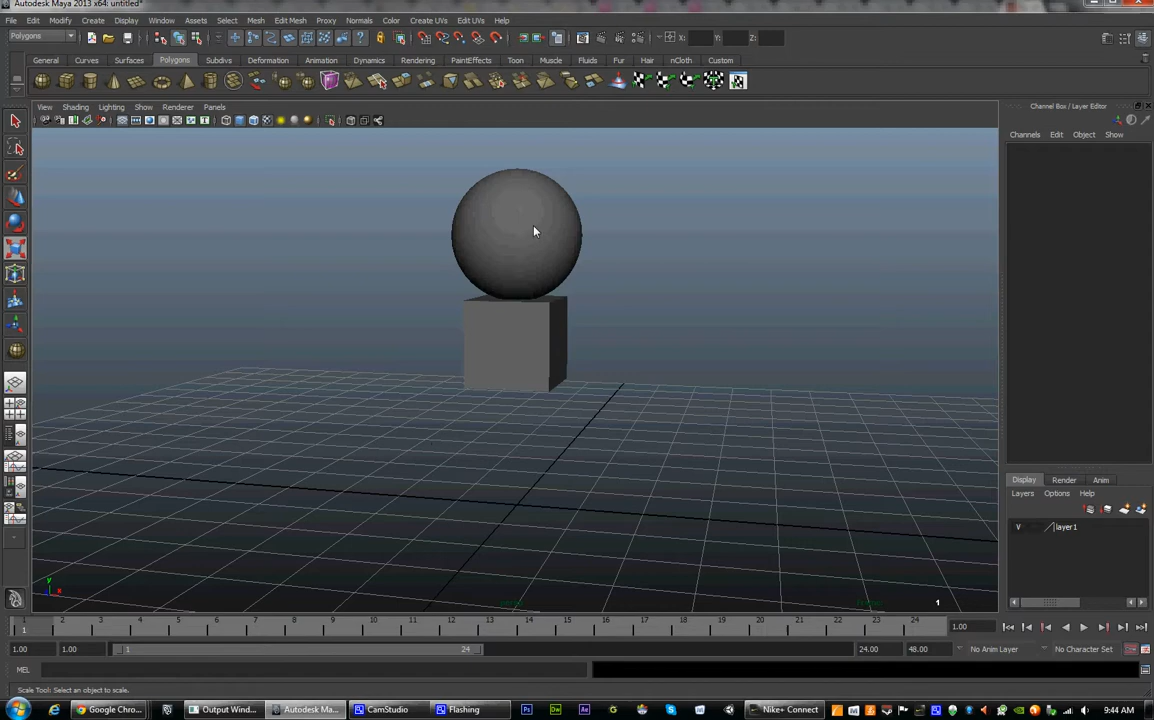 Autodesk Maya 2013 x64: untitled*
File Edit Modify Create Display Window Assets Select Mesh Edit Mesh Proxy Normals Color Create UVs Edit UVs Help
Polygons X: Y: Z:
General Curves Surfaces Polygons Subdivs Deformation Animation Dynamics Rendering PaintEffects Toon Muscle Fluids Fur Hair nCloth Custom
View Shading Lighting Show Renderer Panels
Channel Box / Layer Editor
Channels Edit Object Show
Display Render Anim
Layers Options Help
V layer1
persp 1
1 2 3 4 5 6 7 8 9 10 11 12 13 14 15 16 17 18 19 20 21 22 23 24
1 1.00
1.00 1.00 1 24 24.00 48.00 No Anim Layer No Character Set
MEL
Scale Tool: Select an object to scale.
Google Chro... Output Wind... Autodesk Ma... CamStudio Flashing Nike+ Connect 9:44 AM